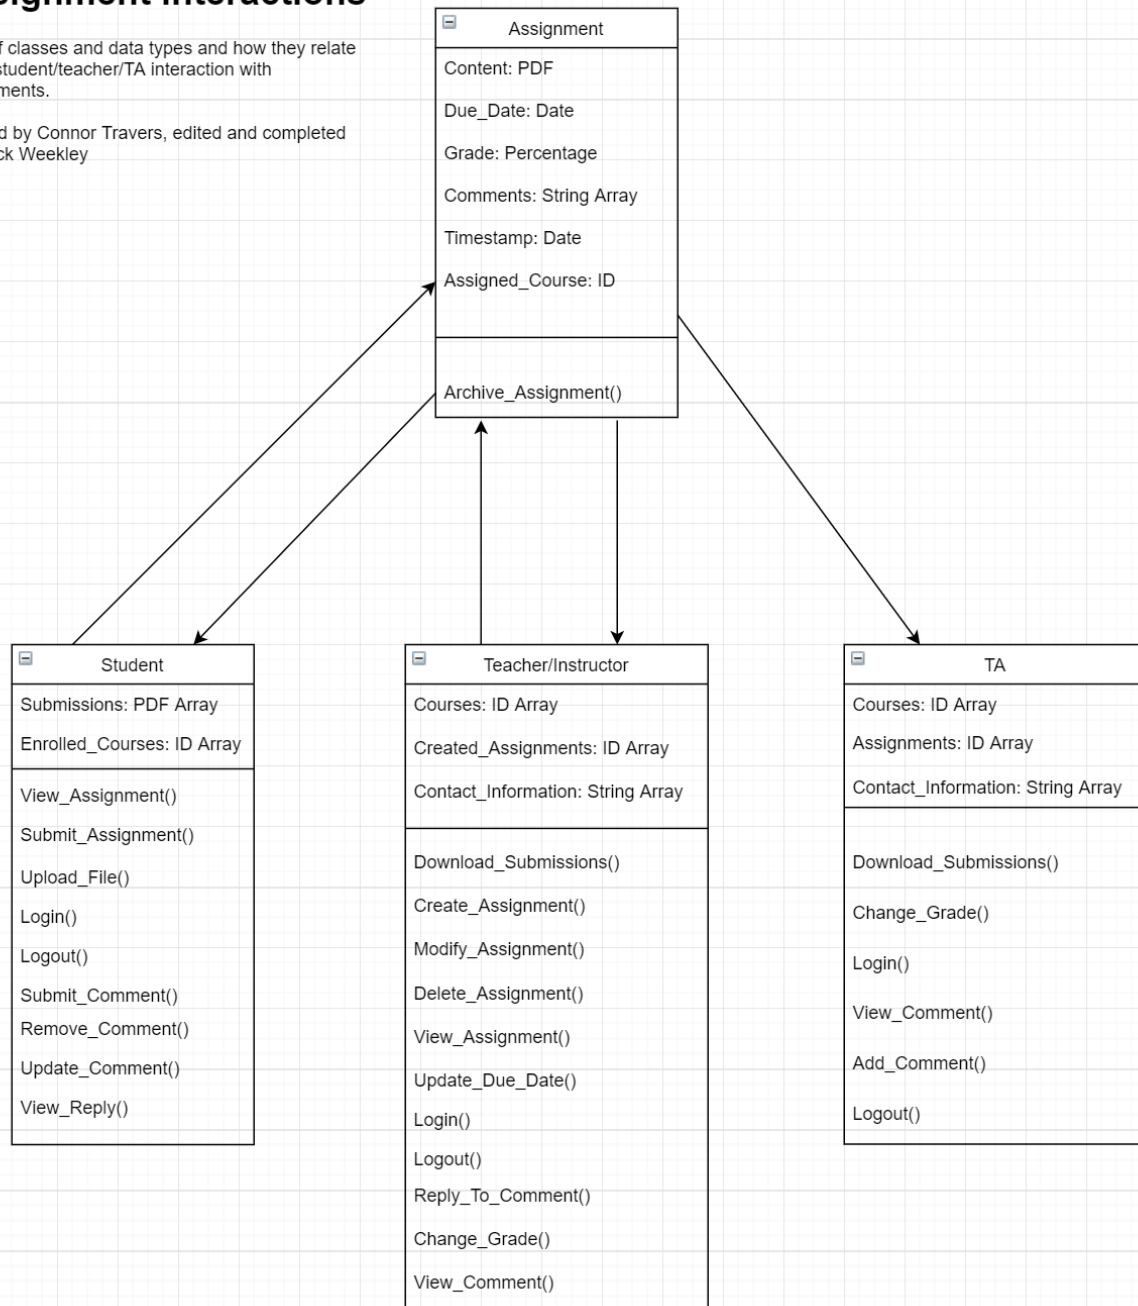 Interactions
f classes and data types and how they relate
student/teacher/TA interaction with
ments.
d by Connor Travers, edited and completed
ck Weekley
Assignment
Content: PDF
Due_Date: Date
Grade: Percentage
Comments: String Array
Timestamp: Date
Assigned_Course: ID
Archive_Assignment()
Student
Submissions: PDF Array
Enrolled_Courses: ID Array
View_Assignment()
Submit_Assignment()
Upload_File()
Login()
Logout()
Submit_Comment()
Remove_Comment()
Update_Comment()
View_Reply()
Teacher/Instructor
Courses: ID Array
Created_Assignments: ID Array
Contact_Information: String Array
Download_Submissions()
Create_Assignment()
Modify_Assignment()
Delete_Assignment()
View_Assignment()
Update_Due_Date()
Login()
Logout()
Reply_To_Comment()
Change_Grade()
View_Comment()
TA
Courses: ID Array
Assignments: ID Array
Contact_Information: String Array
Download_Submissions()
Change_Grade()
Login()
View_Comment()
Add_Comment()
Logout()